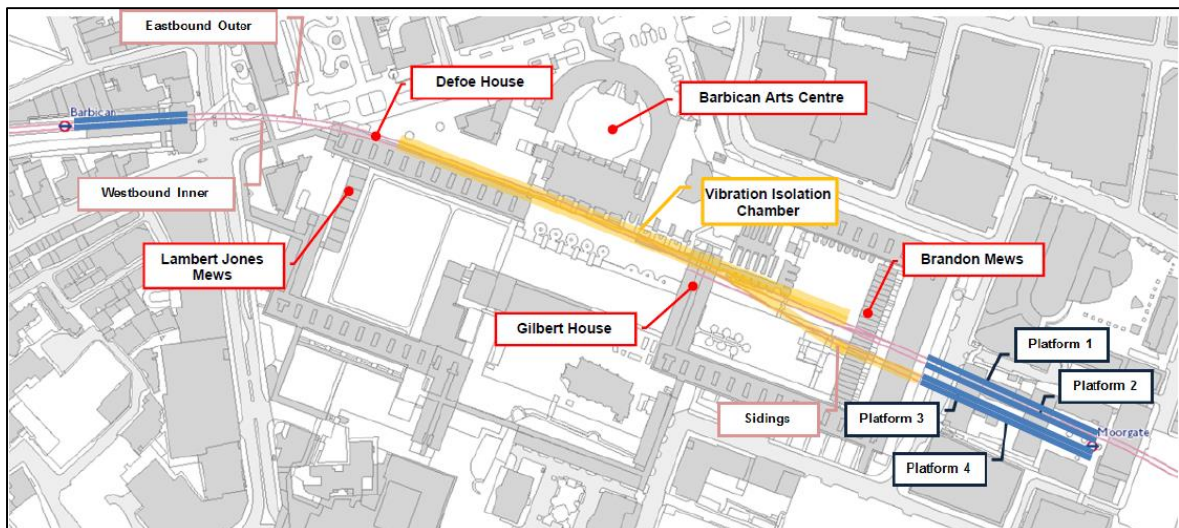 Eastbound Outer
Defoe House
Barbican Arts Centre
Barbican
Westbound Inner
Vibration Isolation
Chamber
Lambert Jones
Mews
Brandon Mews
Gilbert House
Platform 1
Platform 2
Sidings
Platform 3
Moorgate
Platform 4